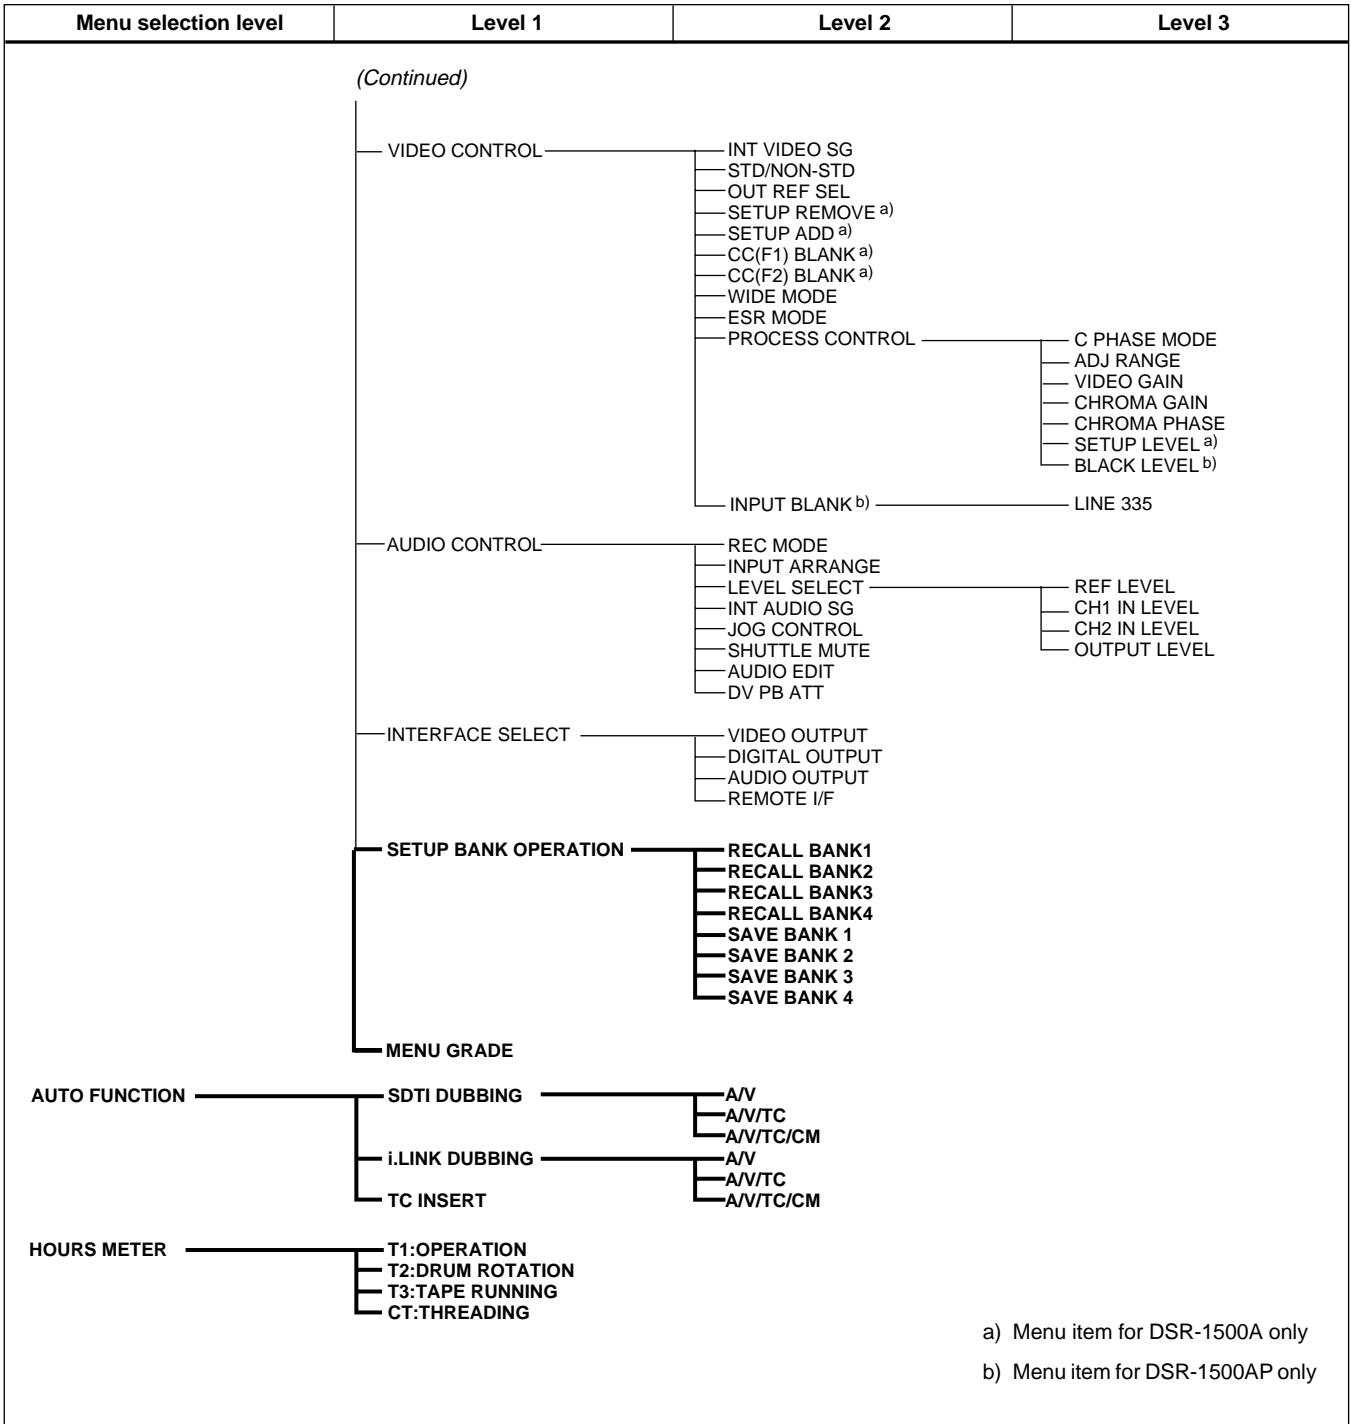 Menu selection level Level 1 Level 2 Level 3
(Continued)
VIDEO CONTROL INT VIDEO SG
STD/NON-STD
OUT REF SEL
SETUP REMOVE a)
SETUP ADD a)
CC(F1) BLANK a)
CC(F2) BLANK a)
WIDE MODE
ESR MODE
PROCESS CONTROL C PHASE MODE
ADJ RANGE
VIDEO GAIN
CHROMA GAIN
CHROMA PHASE
SETUP LEVEL a)
BLACK LEVEL b)
INPUT BLANK b) LINE 335
AUDIO CONTROL REC MODE
INPUT ARRANGE
LEVEL SELECT REF LEVEL
INT AUDIO SG CH1 IN LEVEL
JOG CONTROL CH2 IN LEVEL
SHUTTLE MUTE OUTPUT LEVEL
AUDIO EDIT
DV PB ATT
INTERFACE SELECT VIDEO OUTPUT
DIGITAL OUTPUT
AUDIO OUTPUT
REMOTE I/F
SETUP BANK OPERATION RECALL BANK1
RECALL BANK2
RECALL BANK3
RECALL BANK4
SAVE BANK 1
SAVE BANK 2
SAVE BANK 3
SAVE BANK 4
MENU GRADE
AUTO FUNCTION SDTI DUBBING A/V
A/V/TC
A/V/TC/CM
i.LINK DUBBING A/V
A/V/TC
TC INSERT A/V/TC/CM
HOURS METER T1:OPERATION
T2:DRUM ROTATION
T3:TAPE RUNNING
CT:THREADING
a) Menu item for DSR-1500A only
b) Menu item for DSR-1500AP only